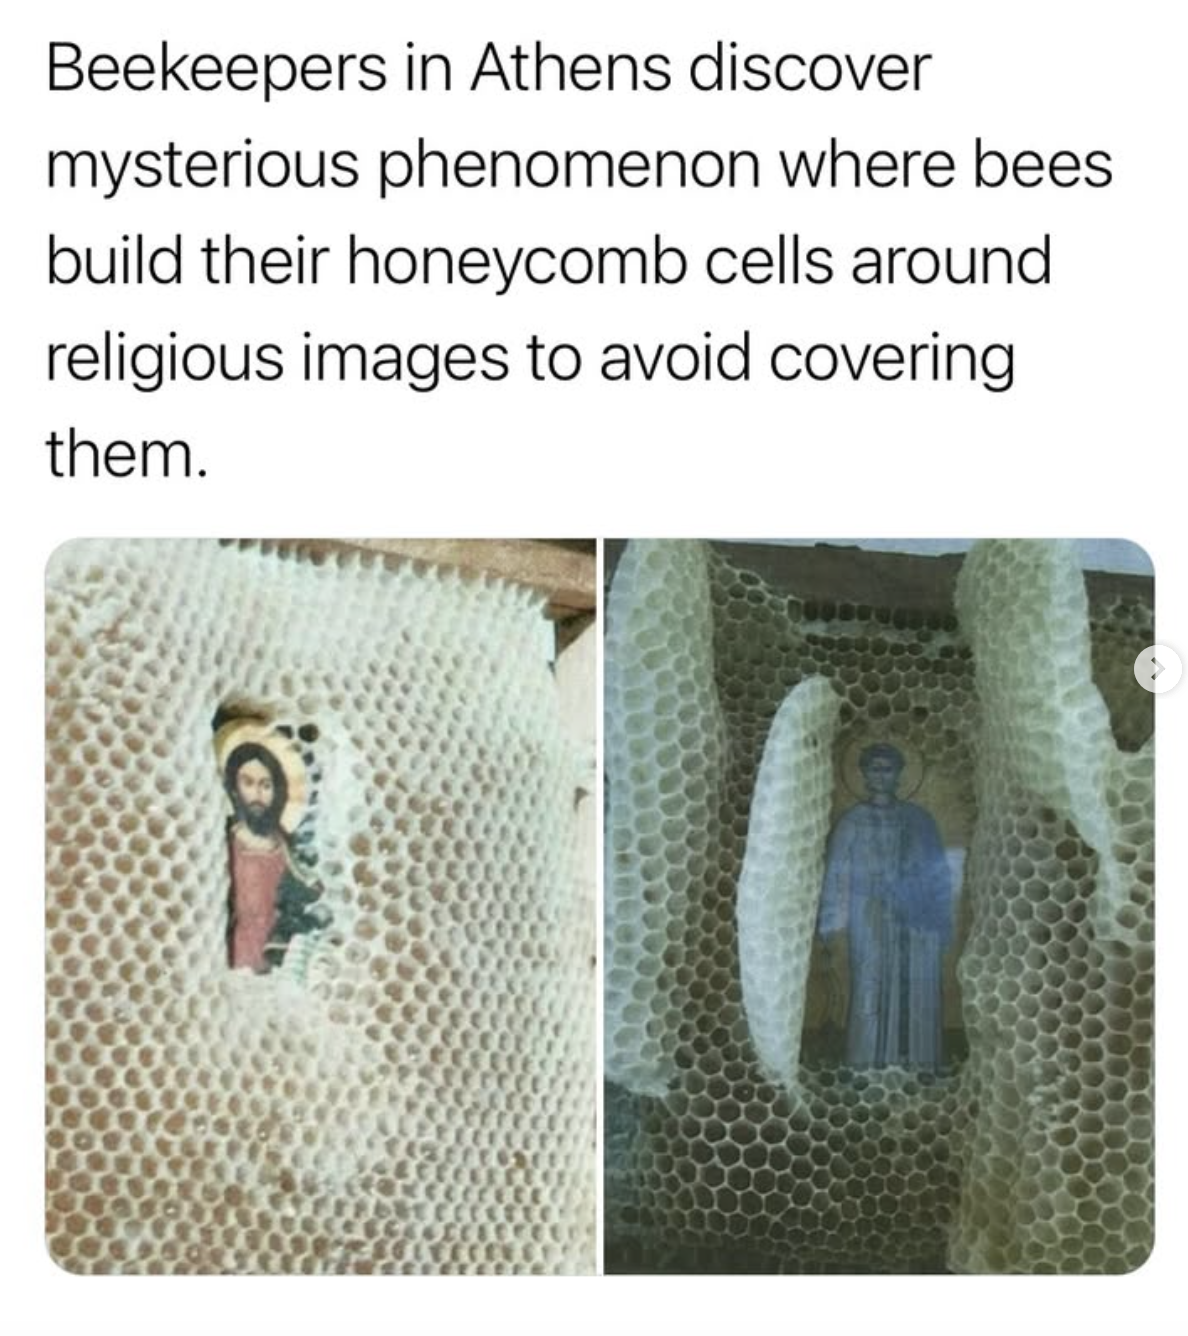 Beekeepers in Athens discover
mysterious phenomenon where bees
build their honeycomb cells around
religious images to avoid covering
them.